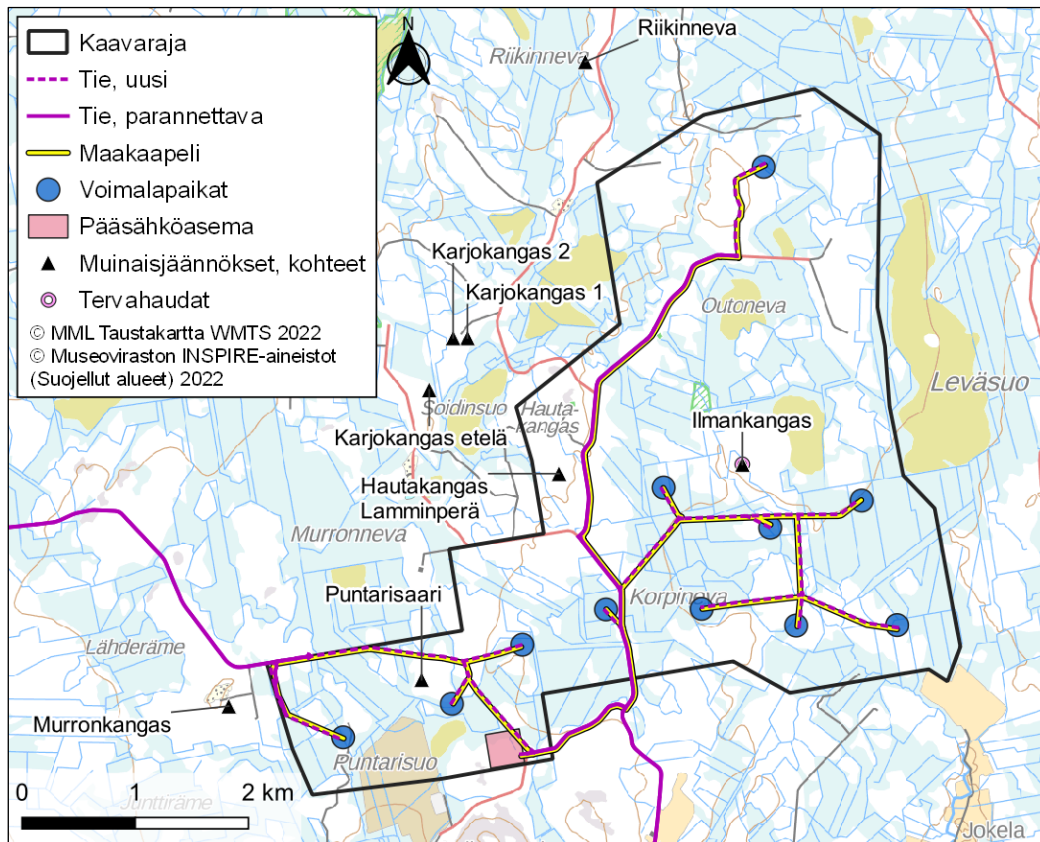 Kaavaraja
Tie, uusi
Tie, parannettava
Maakaapeli
Voimalapaikat
Pääsähköasema
Muinaisjäännökset, kohteet
Tervahaudat
© MML Taustakartta WMTS 2022
© Museoviraston INSPIRE-aineistot
(Suojellut alueet) 2022
N
Riikinneva
Riikinneva
Karjokangas 2
Karjokangas 1
Outoneva
Leväsuo
Soidinsuo
Hauta-
kangas
Karjokangas etelä
Ilmankangas
Hautakangas
Lamminperä
Murronneva
Puntarisaari
Korpineva
Lähderäme
Murronkangas
Puntarisuo
0 1 2 km
Junttiräme
Jokela